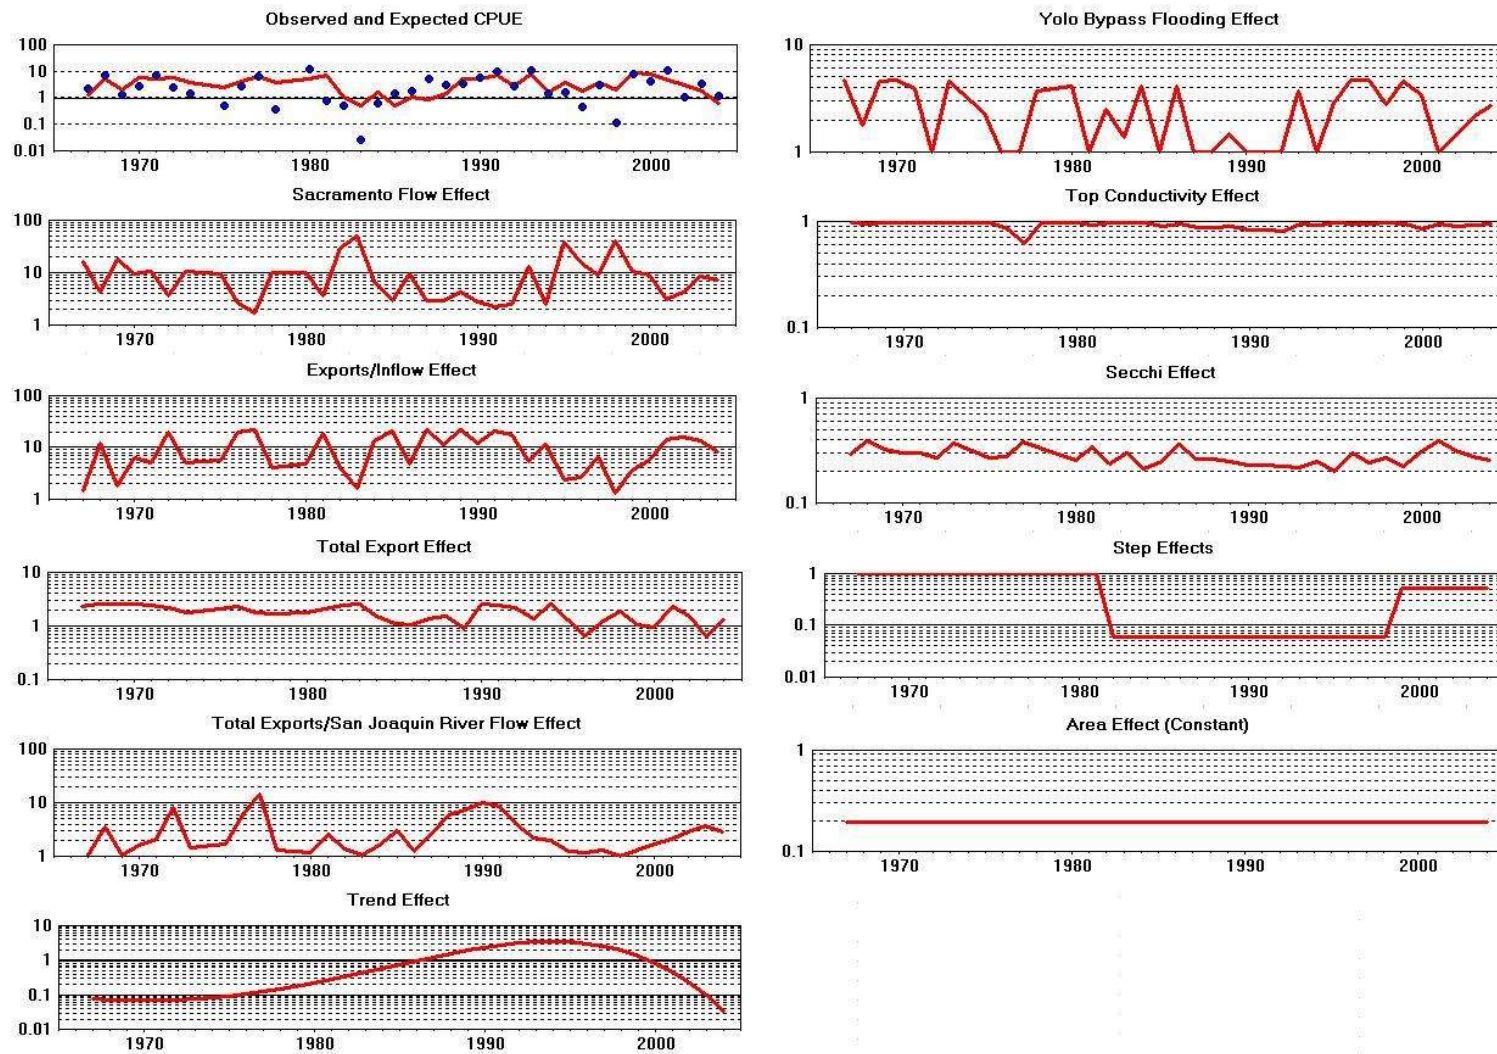 Observed and Expected CPUE
100
10
1
0.1
0.01
1970 1980 1990 2000
Sacramento Flow Effect
100
10
1
1970 1980 1990 2000
Exports/Inflow Effect
100
10
1
1970 1980 1990 2000
Total Export Effect
10
1
0.1
1970 1980 1990 2000
Total Exports/San Joaquin River Flow Effect
100
10
1
1970 1980 1990 2000
Trend Effect
10
1
0.1
0.01
1970 1980 1990 2000
Yolo Bypass Flooding Effect
10
1
1970 1980 1990 2000
Top Conductivity Effect
1
0.1
1970 1980 1990 2000
Secchi Effect
1
0.1
1970 1980 1990 2000
Step Effects
1
0.1
0.01
1970 1980 1990 2000
Area Effect (Constant)
1
0.1
1970 1980 1990 2000